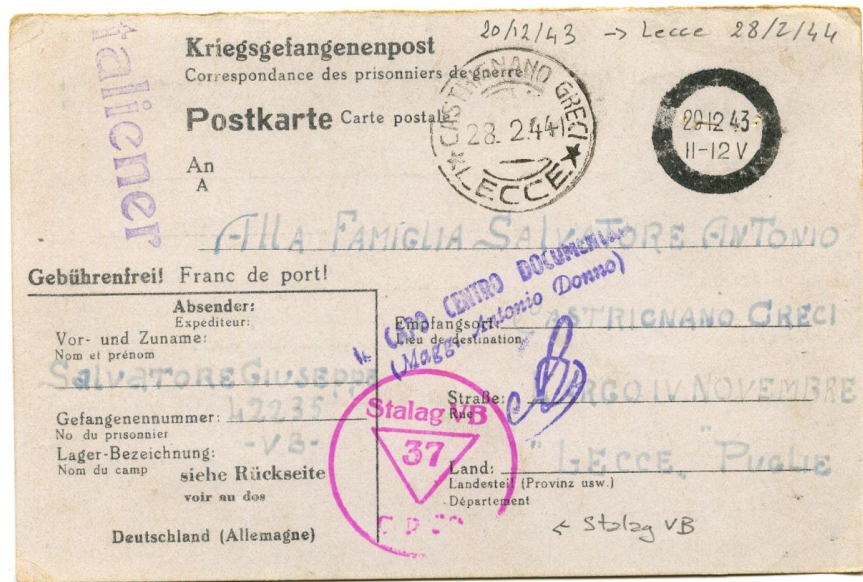 20/12/43 -> Lecce 28/2/44
Kriegsgefangenenpost
Correspondance des prisonniers de guerre
Italiener
Postkarte Carte postale
CASTRIGNANO GRECI
28. 2.44
★ LECCE ★
20 12 43
11-12 V
An
A
Alla Famiglia Salvatore Antonio
Gebührenfrei! Franc de port!
IL CAPO CENTRO DOCUMENTAL
(Magg. Antonio Donno)
Absender:
Expediteur:
Vor- und Zuname:
Nom et prénom
Salvatore Giuseppe
Gefangenennummer: 42235
No du prisonnier
-VB-
Lager-Bezeichnung:
Nom du camp
siehe Rückseite
voir au dos
Deutschland (Allemagne)
Empfangsort: Castrignano Greci
Lieu de destination
Straße: Largo IV Novembre
Rue
Land: "Lecce" Puglie
Landesteil (Provinz usw.)
Département
Stalag VB
37
← Stalag VB